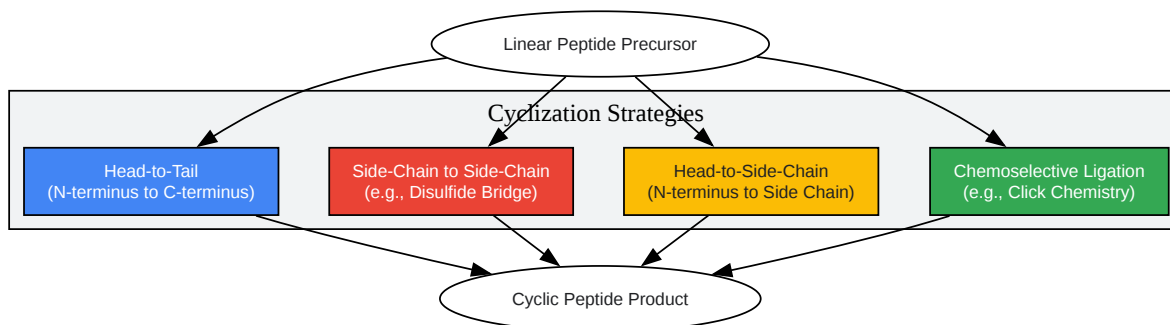 Linear Peptide Precursor
Cyclization Strategies
Head-to-Tail
(N-terminus to C-terminus)
Side-Chain to Side-Chain
(e.g., Disulfide Bridge)
Head-to-Side-Chain
(N-terminus to Side Chain)
Chemoselective Ligation
(e.g., Click Chemistry)
Cyclic Peptide Product